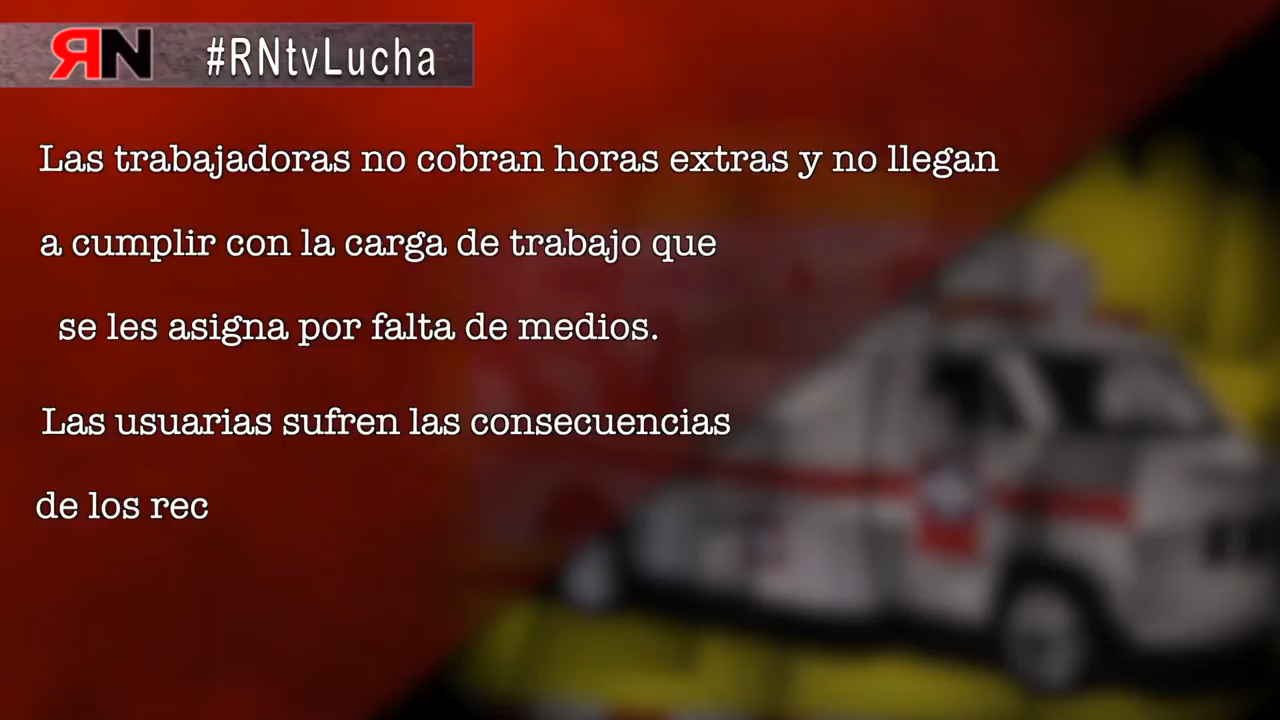 RN #RNtvLucha
Las trabajadoras no cobran horas extras y no llegan
a cumplir con la carga de trabajo que
se les asigna por falta de medios.
Las usuarias sufren las consecuencias
de los rec